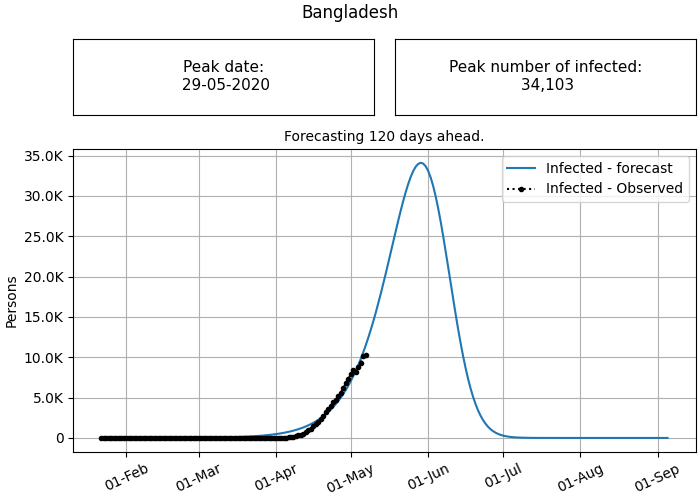 Bangladesh
Peak date:
29-05-2020
Peak number of infected:
34,103
Forecasting 120 days ahead.
35.0K
30.0K
25.0K
20.0K
15.0K
10.0K
5.0K
0
Persons
Infected - forecast
Infected - Observed
01-Feb
01-Mar
01-Apr
01-May
01-Jun
01-Jul
01-Aug
01-Sep